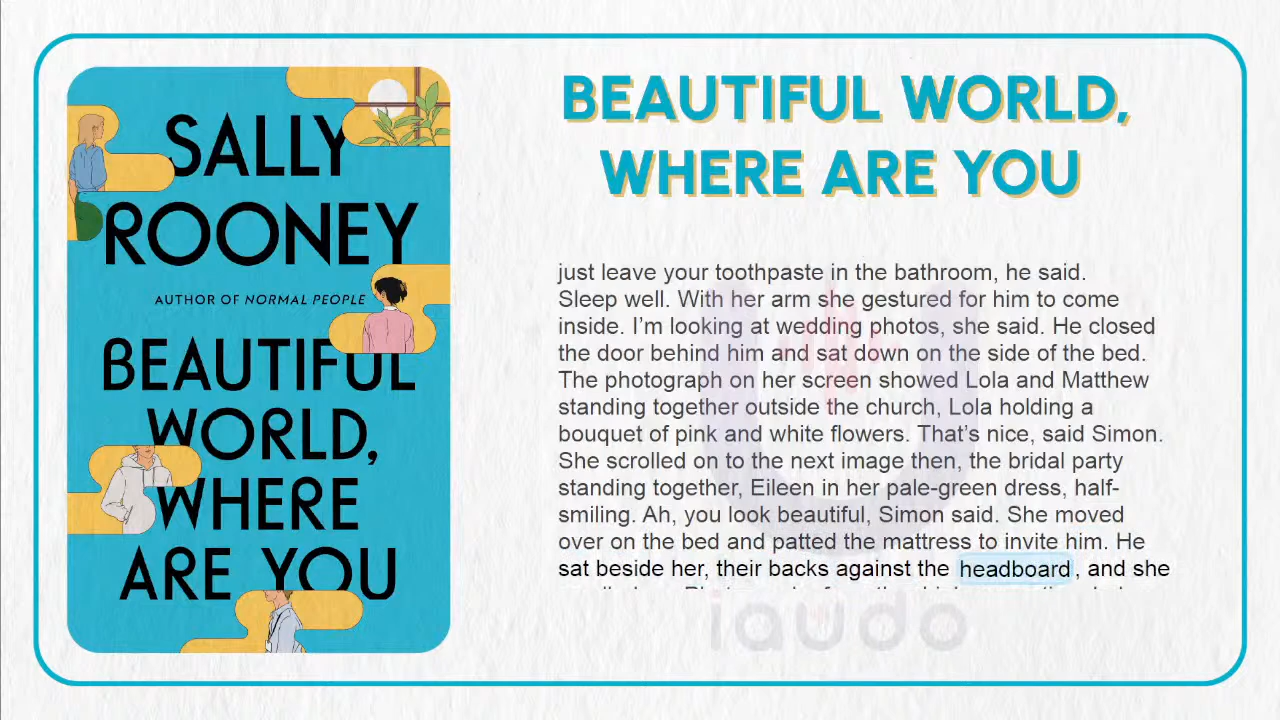 SALLY
ROONEY
AUTHOR OF NORMAL PEOPLE
BEAUTIFUL
WORLD,
WHERE
ARE YOU
BEAUTIFUL WORLD,
WHERE ARE YOU
just leave your toothpaste in the bathroom, he said.
Sleep well. With her arm she gestured for him to come
inside. I’m looking at wedding photos, she said. He closed
the door behind him and sat down on the side of the bed.
The photograph on her screen showed Lola and Matthew
standing together outside the church, Lola holding a
bouquet of pink and white flowers. That’s nice, said Simon.
She scrolled on to the next image then, the bridal party
standing together, Eileen in her pale-green dress, half-
smiling. Ah, you look beautiful, Simon said. She moved
over on the bed and patted the mattress to invite him. He
sat beside her, their backs against the headboard, and she
iaudo